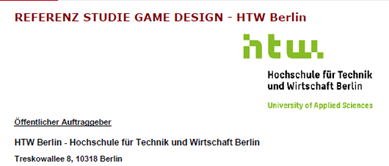 REFERENZ STUDIE GAME DESIGN - HTW Berlin
htw.
Hochschule für Technik
und Wirtschaft Berlin
University of Applied Sciences
Öffentlicher Auftraggeber
HTW Berlin - Hochschule für Technik und Wirtschaft Berlin
Treskowallee 8, 10318 Berlin